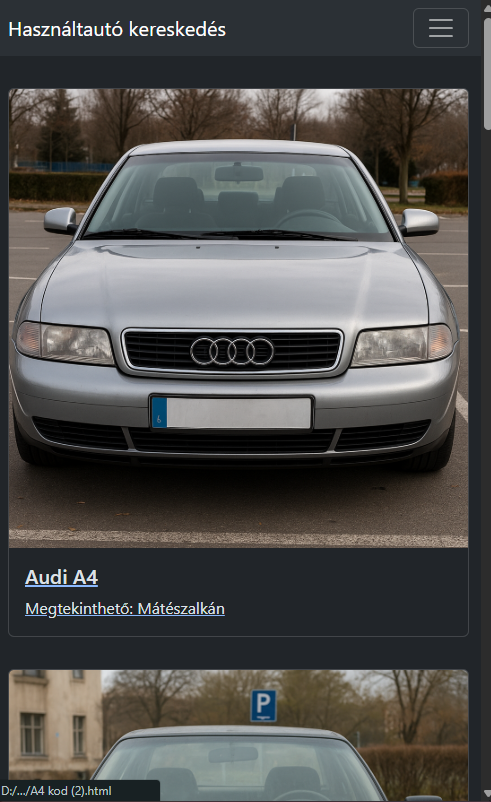 Használtautó kereskedés
Audi A4
Megtekinthető: Mátészalkán
P
D:/.../A4 kod (2).html